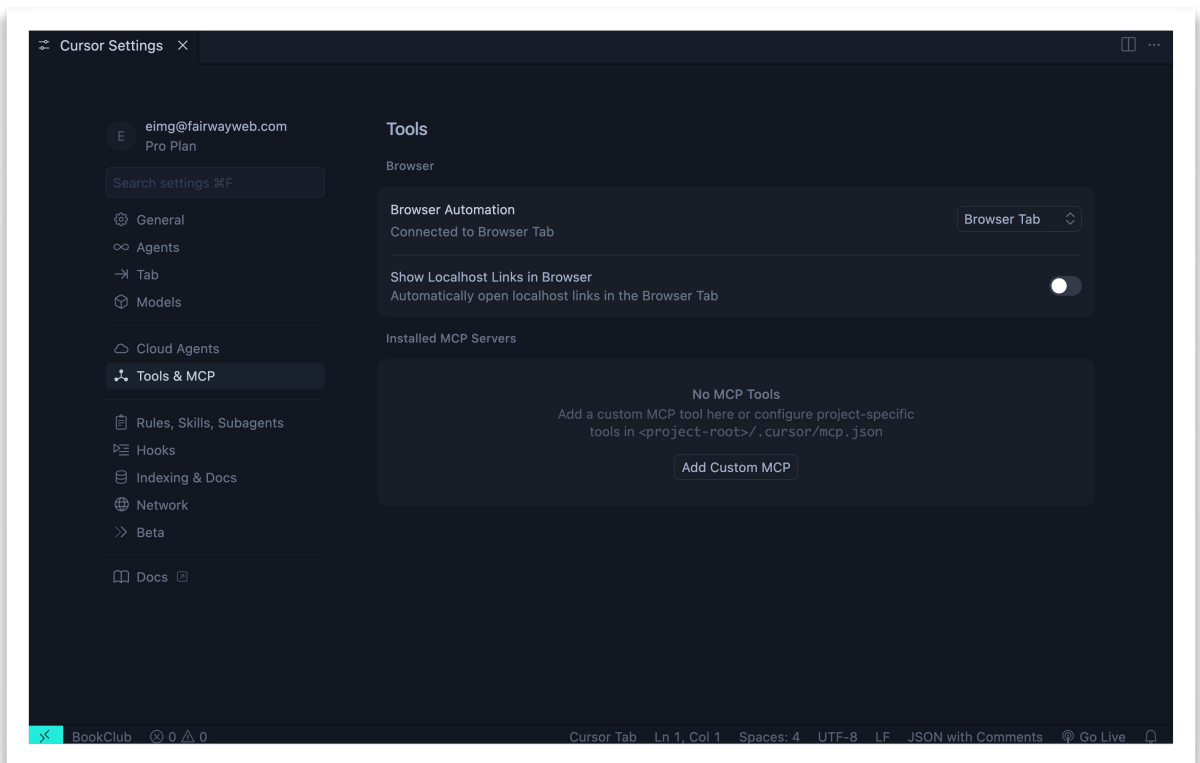 Cursor Settings
E
eimg@fairwayweb.com
Pro Plan
Search settings ⌘F
General
Agents
Tab
Models
Cloud Agents
Tools & MCP
Rules, Skills, Subagents
Hooks
Indexing & Docs
Network
Beta
Docs
Tools
Browser
Browser Automation
Connected to Browser Tab
Browser Tab
Show Localhost Links in Browser
Automatically open localhost links in the Browser Tab
Installed MCP Servers
No MCP Tools
Add a custom MCP tool here or configure project-specific
tools in <project-root>/.cursor/mcp.json
Add Custom MCP
BookClub 0 0 Cursor Tab Ln 1, Col 1 Spaces: 4 UTF-8 LF JSON with Comments Go Live